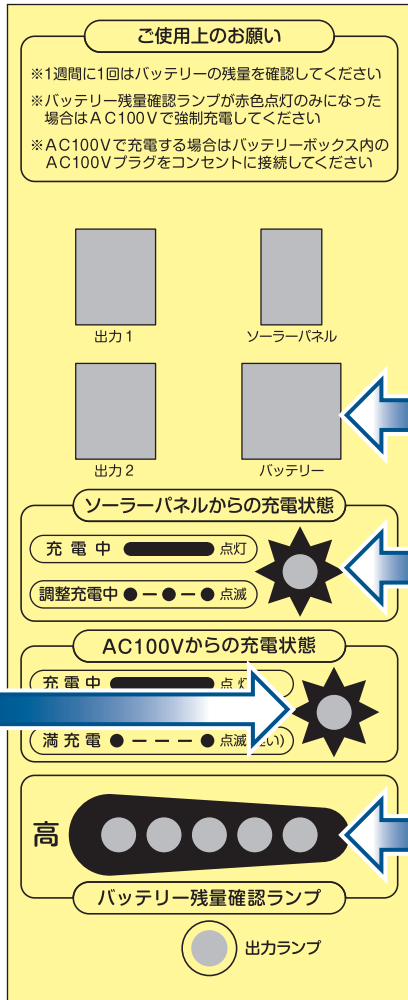 ご使用上のお願い
※1週間に1回はバッテリーの残量を確認してください
※バッテリー残量確認ランプが赤色点灯のみになった
場合はAC100Vで強制充電してください
※AC100Vで充電する場合はバッテリーボックス内の
AC100Vプラグをコンセントに接続してください
出力1
ソーラーパネル
出力2
バッテリー
ソーラーパネルからの充電状態
充電中 点灯
調整充電中 点滅
AC100Vからの充電状態
充電中 点灯
満充電 点滅 い)
高
バッテリー残量確認ランプ
出力ランプ